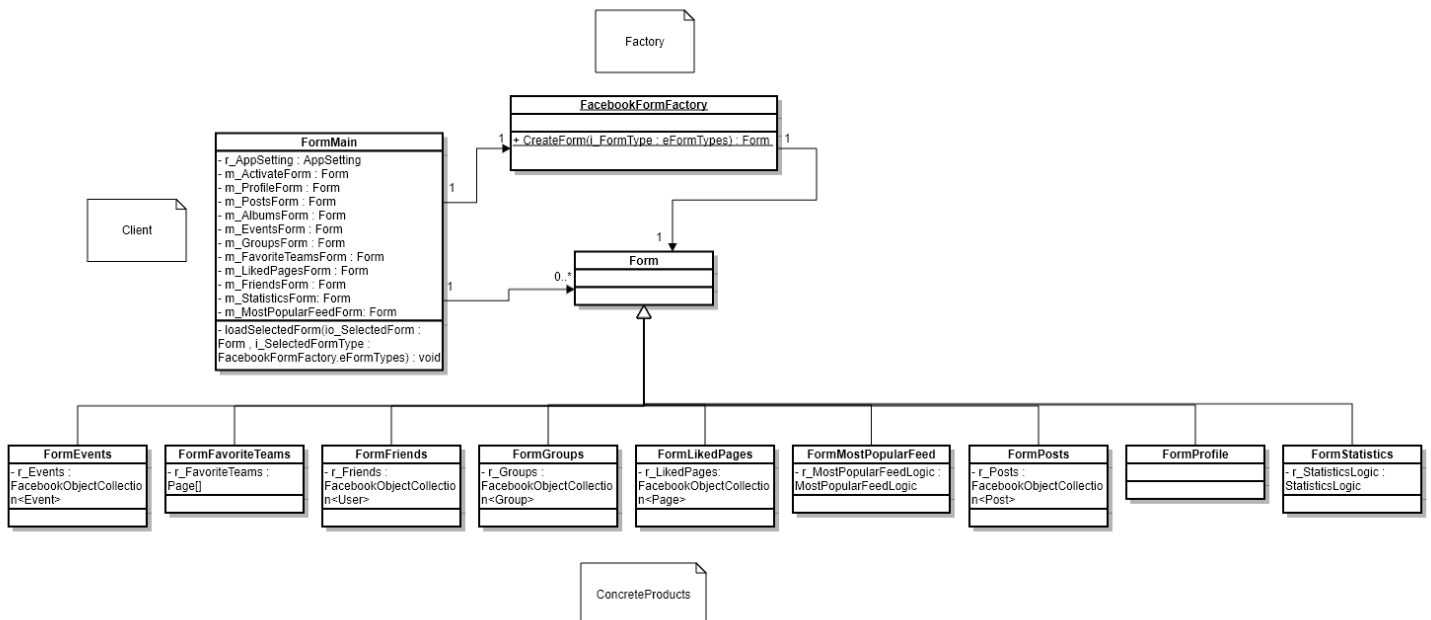 Factory
FacebookFormFactory
+ CreateForm(i_FormType : eFormTypes) : Form
1
1
1
1
FormMain
- r_AppSetting : AppSetting
- m_ActivateForm : Form
- m_ProfileForm : Form
- m_PostsForm : Form
- m_AlbumsForm : Form
- m_EventsForm : Form
- m_GroupsForm : Form
- m_FavoriteTeamsForm : Form
- m_LikedPagesForm : Form
- m_FriendsForm : Form
- m_StatisticsForm: Form
- m_MostPopularFeedForm: Form
- loadSelectedForm(io_SelectedForm :
Form , i_SelectedFormType :
FacebookFormFactory.eFormTypes) : void
Client
1
0..*
Form
FormEvents
- r_Events :
FacebookObjectCollectio
n<Event>
FormFavoriteTeams
- r_FavoriteTeams :
Page[]
FormFriends
- r_Friends :
FacebookObjectCollectio
n<User>
FormGroups
- r_Groups :
FacebookObjectCollectio
n<Group>
FormLikedPages
- r_LikedPages:
FacebookObjectCollectio
n<Page>
FormMostPopularFeed
- r_MostPopularFeedLogic :
MostPopularFeedLogic
FormPosts
- r_Posts :
FacebookObjectCollectio
n<Post>
FormProfile
FormStatistics
- r_StatisticsLogic :
StatisticsLogic
ConcreteProducts